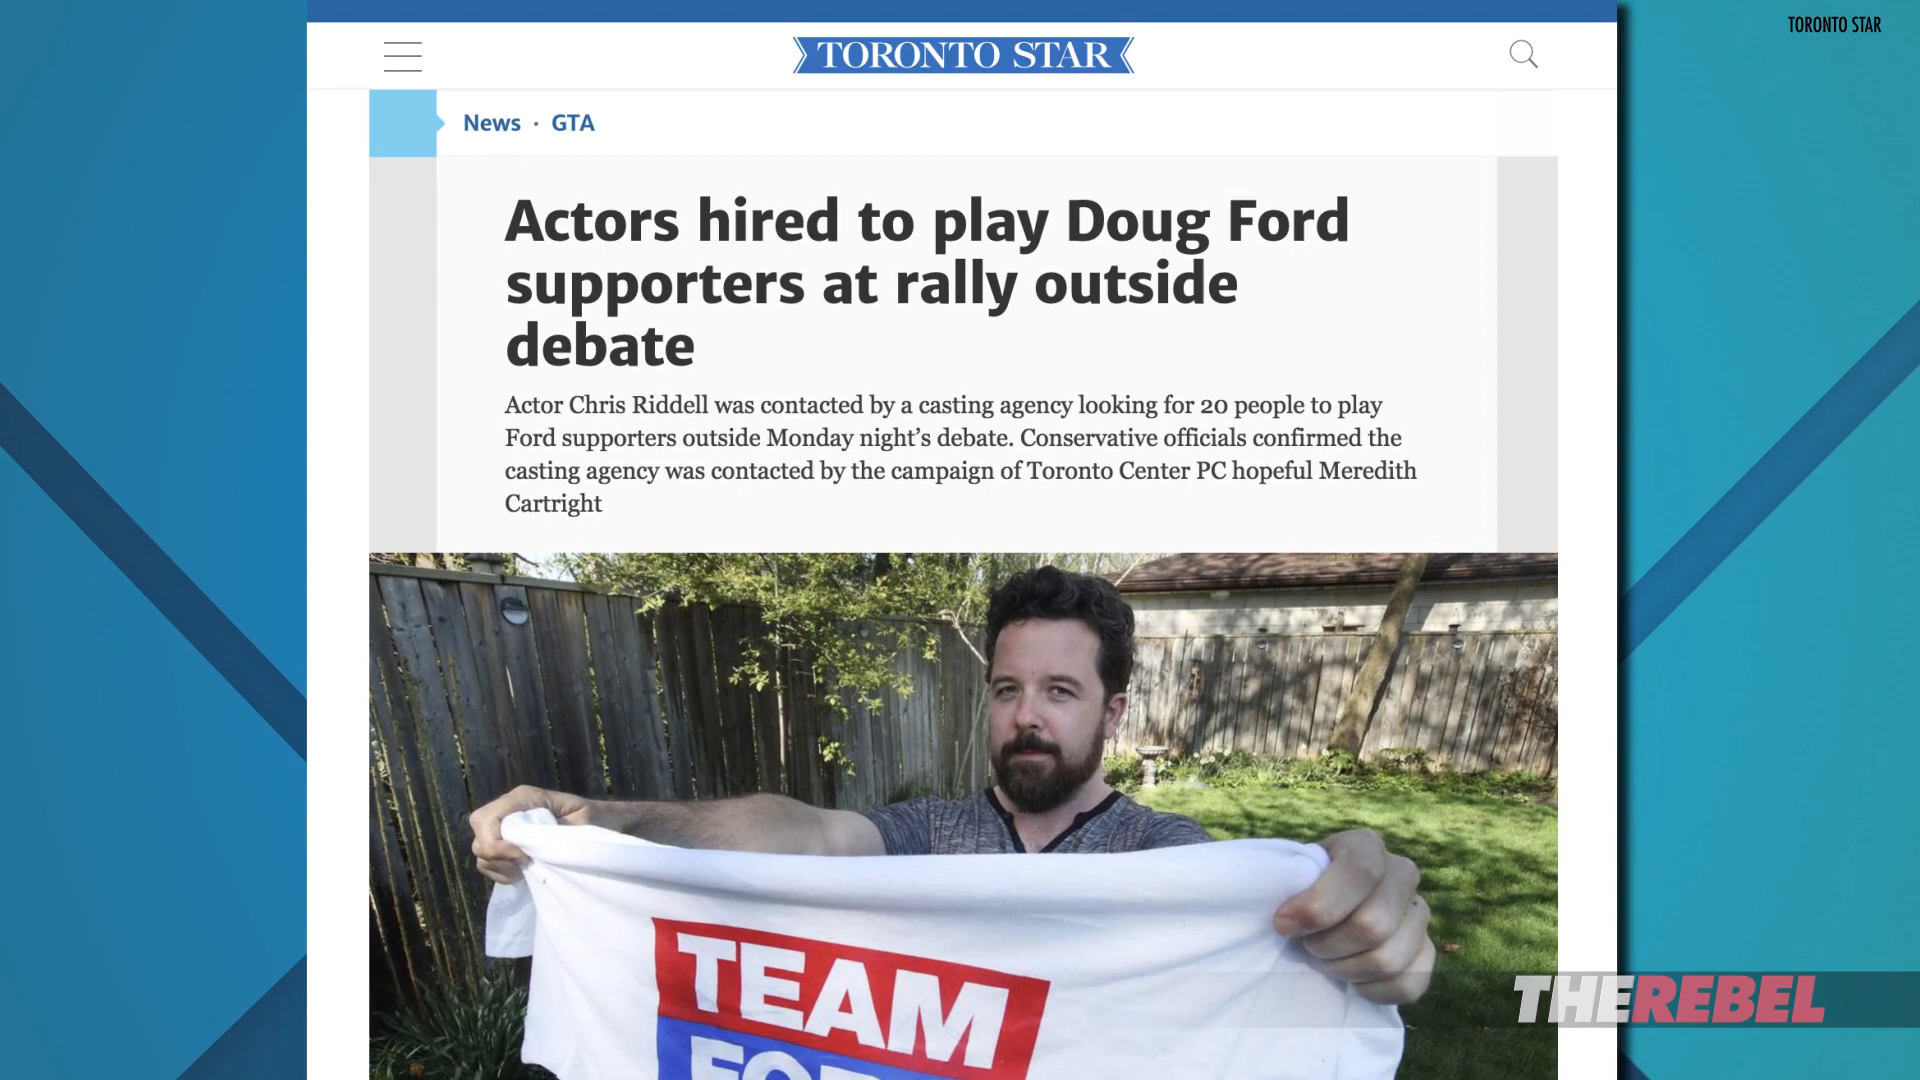 TORONTO STAR
TORONTO STAR
News · GTA
Actors hired to play Doug Ford
supporters at rally outside
debate
Actor Chris Riddell was contacted by a casting agency looking for 20 people to play
Ford supporters outside Monday night’s debate. Conservative officials confirmed the
casting agency was contacted by the campaign of Toronto Center PC hopeful Meredith
Cartright
TEAM
THEREBEL